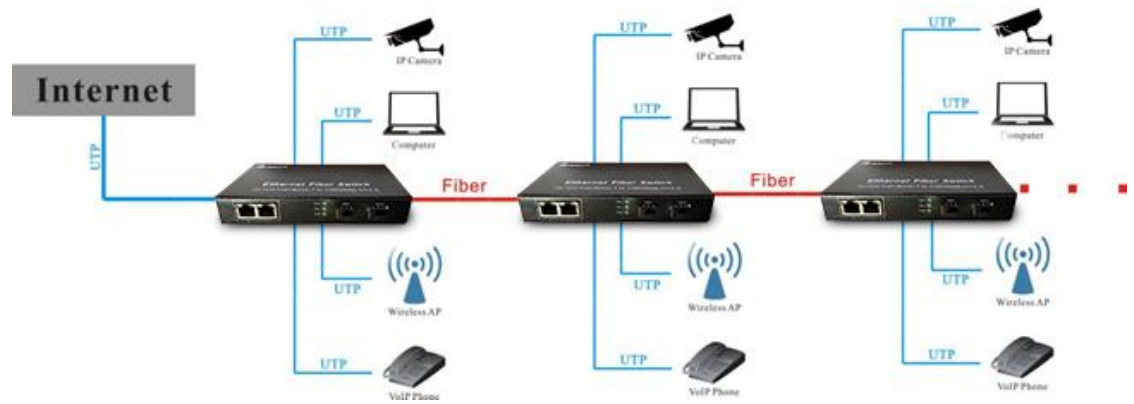 UTP
IP Camera
UTP
IP Camera
UTP
IP Camera
Internet
UTP
Computer
UTP
Computer
UTP
Computer
UTP
Ethernet Fiber Switch
Fiber
Ethernet Fiber Switch
Fiber
Ethernet Fiber Switch
UTP
Wireless AP
UTP
Wireless AP
UTP
Wireless AP
UTP
VoIP Phone
UTP
VoIP Phone
UTP
VoIP Phone